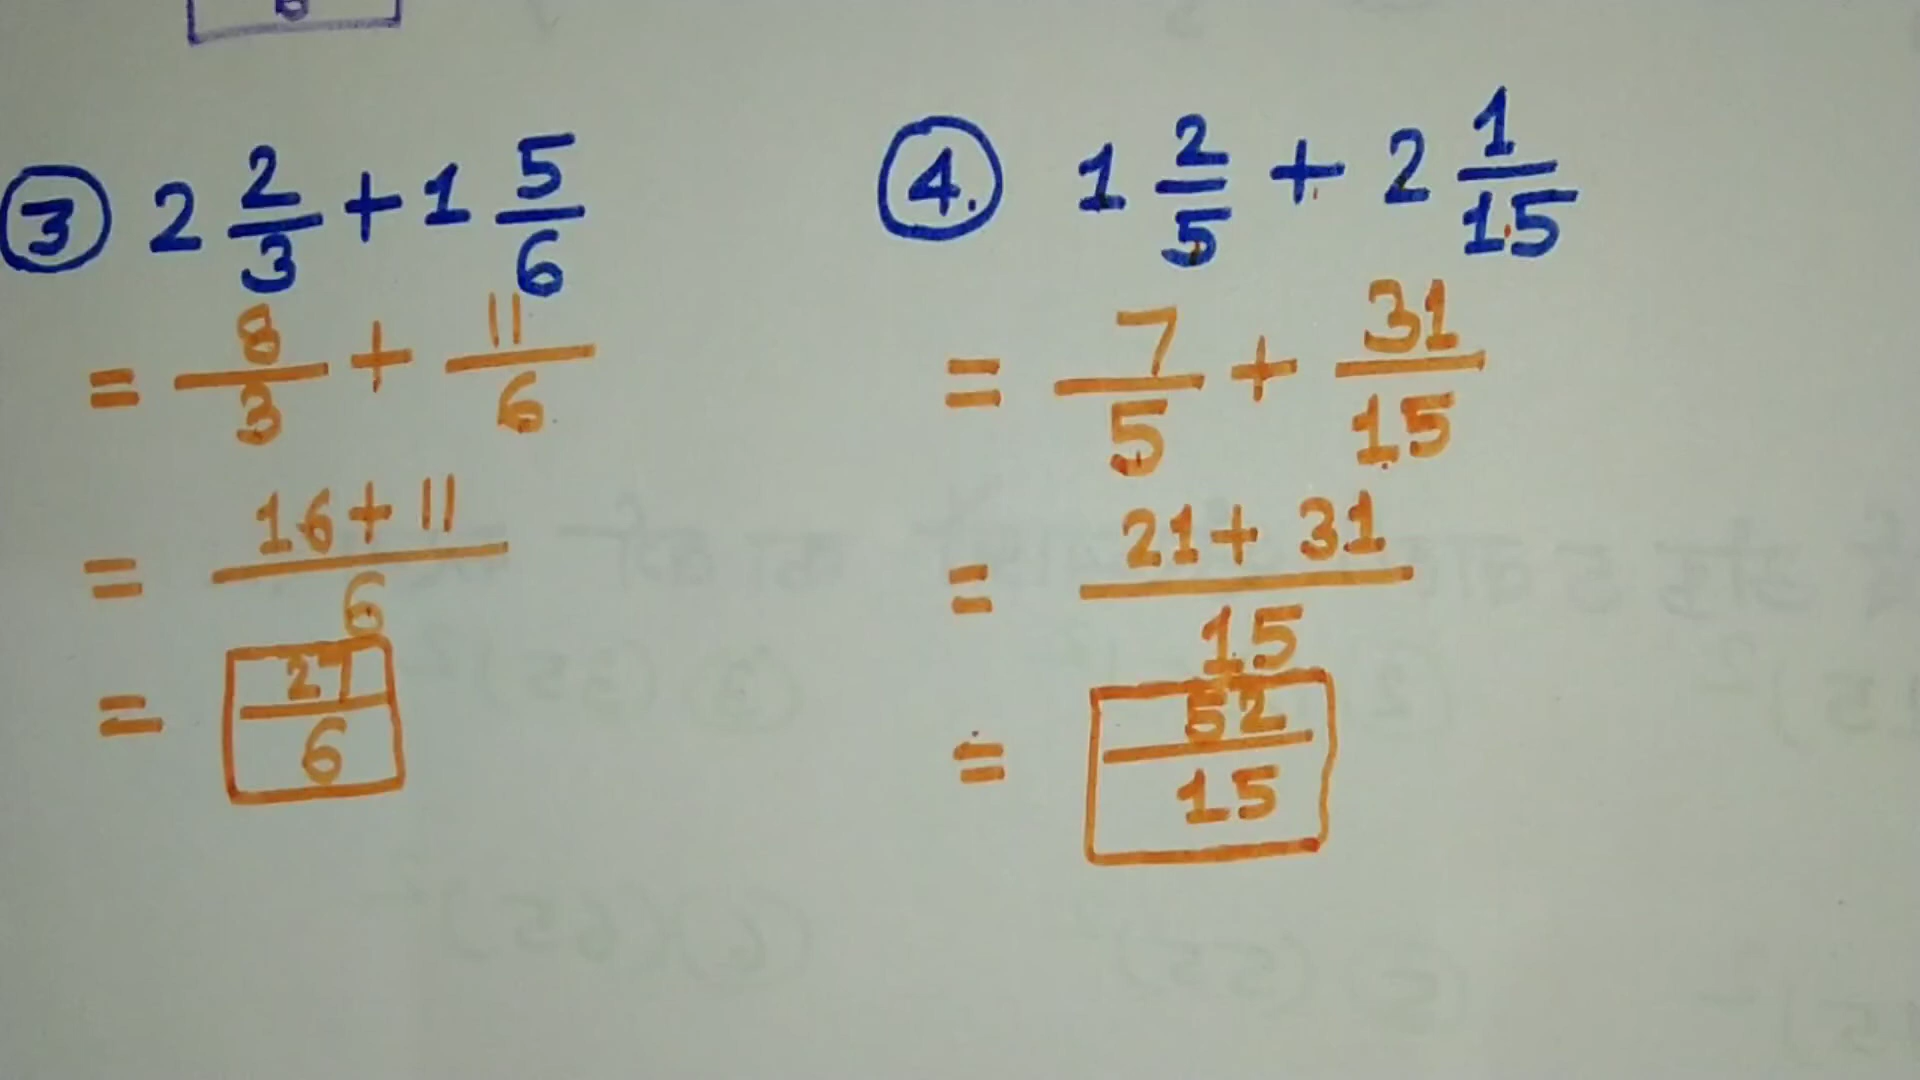 ③ 2 2/3 + 1 5/6
= 8/3 + 11/6
= 16+11/6
= 27/6
④. 1 2/5 + 2 1/15
= 7/5 + 31/15
= 21+31/15
= 52/15